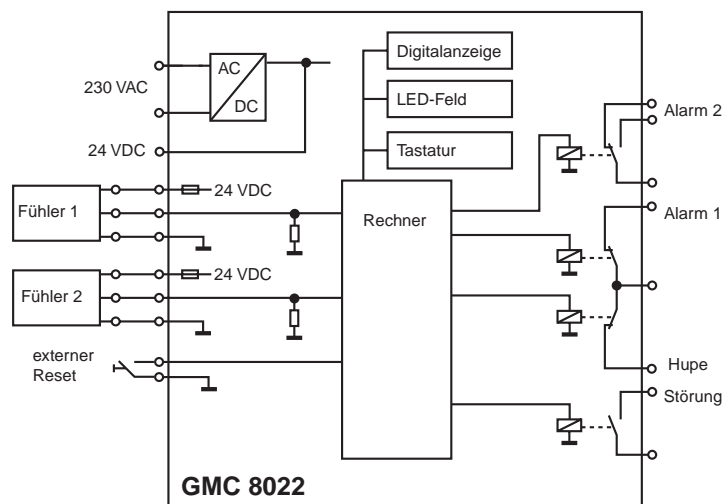 Digitalanzeige
AC
DC
230 VAC
LED-Feld
Alarm 2
24 VDC
Tastatur
24 VDC
Fühler 1
Rechner
Alarm 1
24 VDC
Fühler 2
externer
Reset
Hupe
Störung
GMC 8022